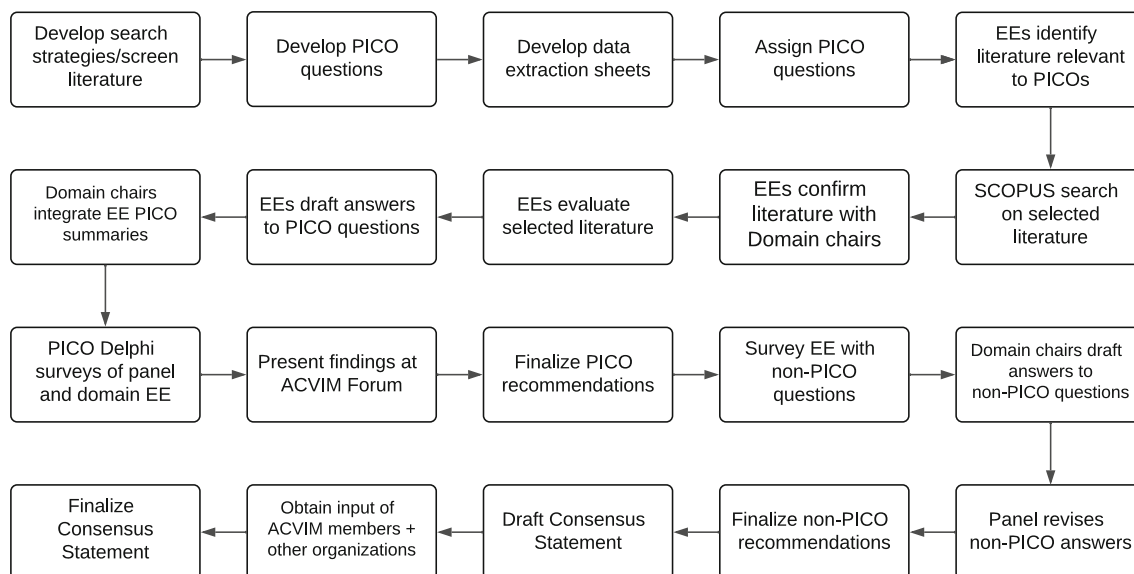 Develop search
strategies/screen
literature
Develop PICO
questions
Develop data
extraction sheets
Assign PICO
questions
EEs identify
literature relevant
to PICOs
SCOPUS search
on selected
literature
EEs confirm
literature with
Domain chairs
EEs evaluate
selected literature
EEs draft answers
to PICO questions
Domain chairs
integrate EE PICO
summaries
PICO Delphi
surveys of panel
and domain EE
Present findings at
ACVIM Forum
Finalize PICO
recommendations
Survey EE with
non-PICO
questions
Domain chairs draft
answers to
non-PICO questions
Panel revises
non-PICO answers
Finalize non-PICO
recommendations
Draft Consensus
Statement
Obtain input of
ACVIM members +
other organizations
Finalize
Consensus
Statement